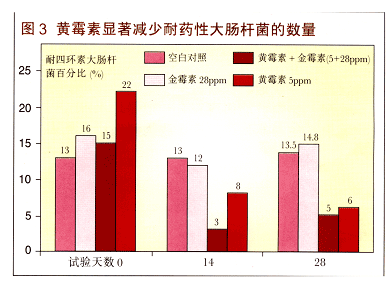 图3 黄霉素显著减少耐药性大肠杆菌的数量
耐四环素大肠杆
菌百分比 (%)
空白对照
黄霉素 + 金霉素(5+28ppm)
金霉素 28ppm
黄霉素 5ppm
25
20
15
10
5
0
13
16
15
22
13
12
3
8
13.5
14.8
5
6
试验天数 0
14
28